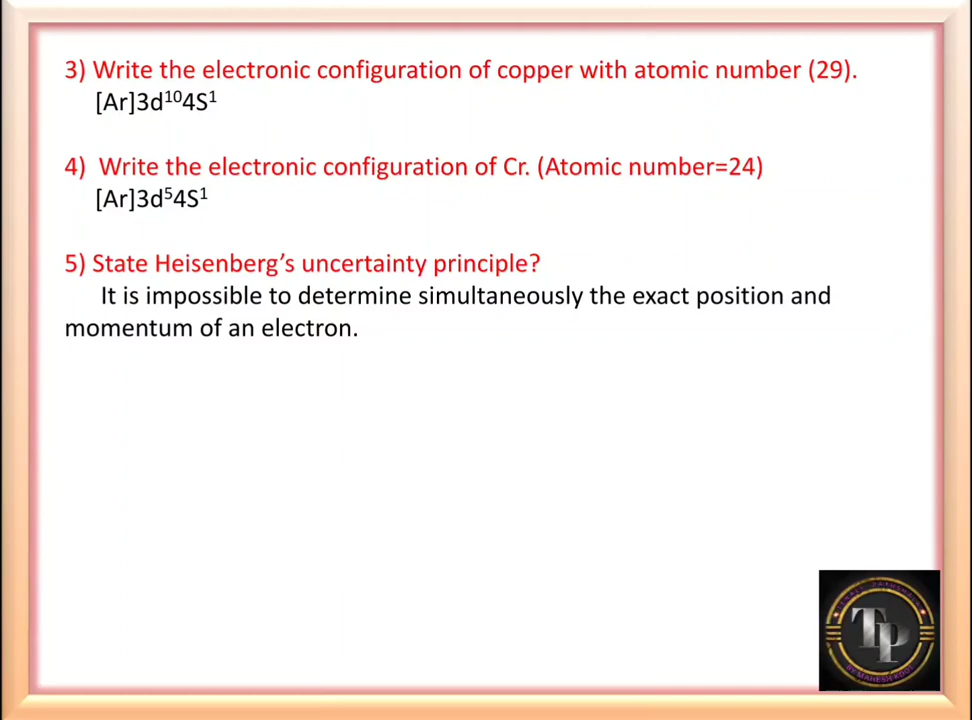 3) Write the electronic configuration of copper with atomic number (29).
[Ar]3d¹⁰4S¹
4) Write the electronic configuration of Cr. (Atomic number=24)
[Ar]3d⁵4S¹
5) State Heisenberg’s uncertainty principle?
It is impossible to determine simultaneously the exact position and
momentum of an electron.
TP